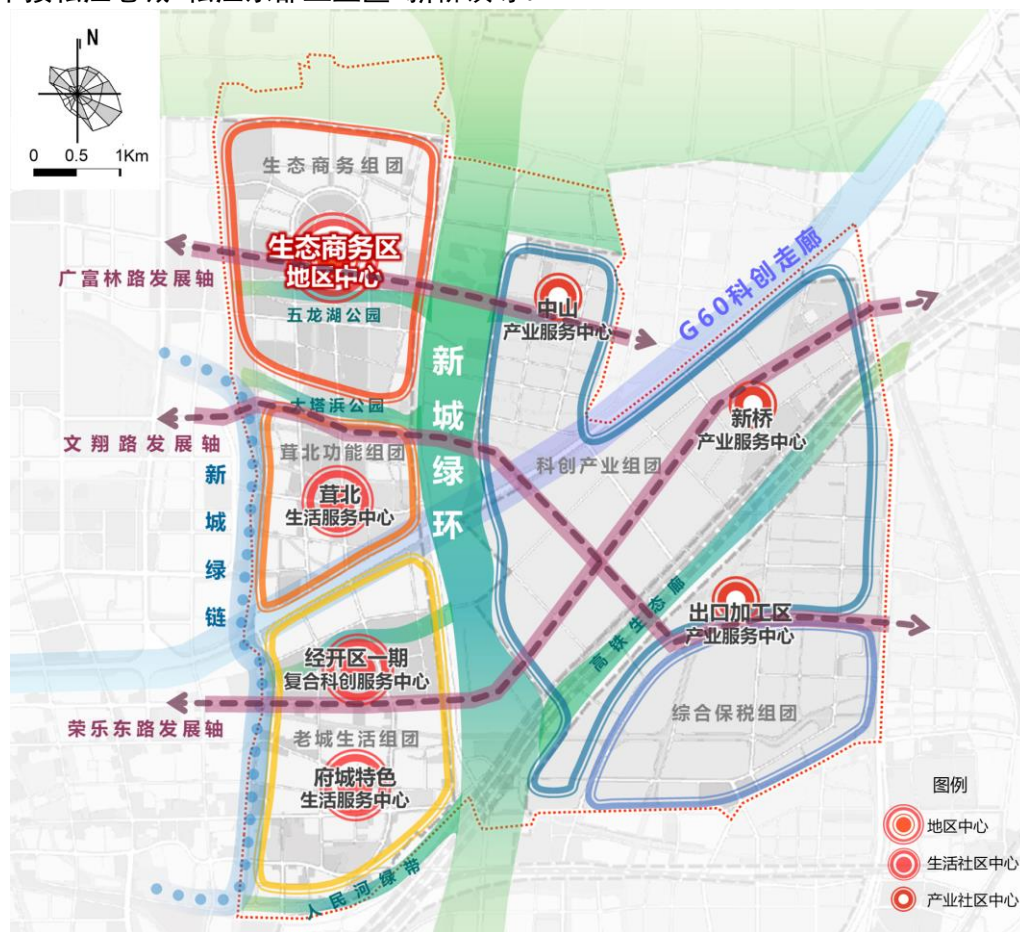 N
0 0.5 1Km
生态商务组团
生态商务区
地区中心
广富林路发展轴
五龙湖公园
中山
产业服务中心
G60科创走廊
新城绿环
大塔浜公园
文翔路发展轴
茸北功能组团
科创产业组团
新桥
产业服务中心
新城绿链
茸北
生活服务中心
出口加工区
产业服务中心
高铁生态廊
经开区一期
复合科创服务中心
荣乐东路发展轴
老城生活组团
综合保税组团
府城特色
生活服务中心
人民河绿带
图例
地区中心
生活社区中心
产业社区中心